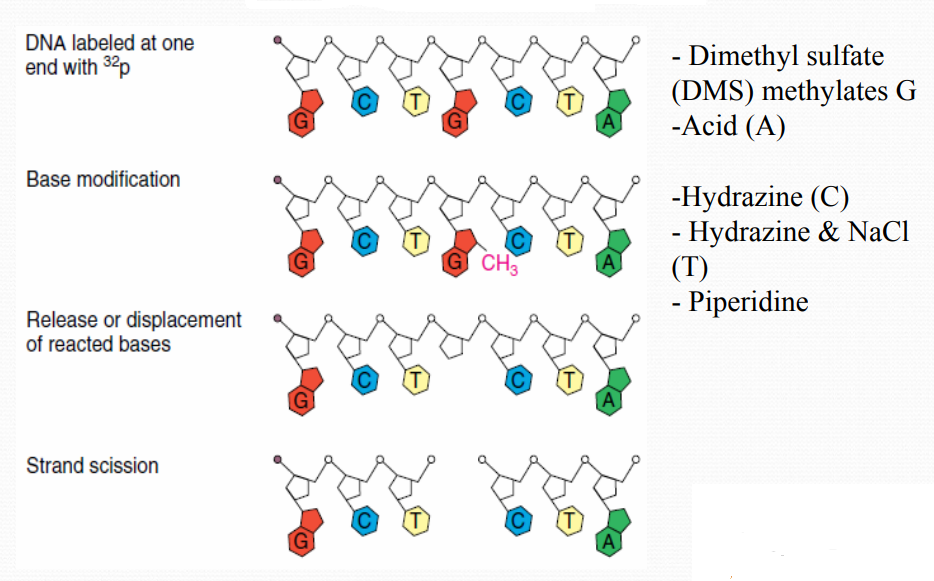 DNA labeled at one
end with ³²p
G C T G C T A
- Dimethyl sulfate
(DMS) methylates G
-Acid (A)
Base modification
G C T G CH₃ C T A
-Hydrazine (C)
- Hydrazine & NaCl
(T)
- Piperidine
Release or displacement
of reacted bases
G C T C T A
Strand scission
G C T C T A